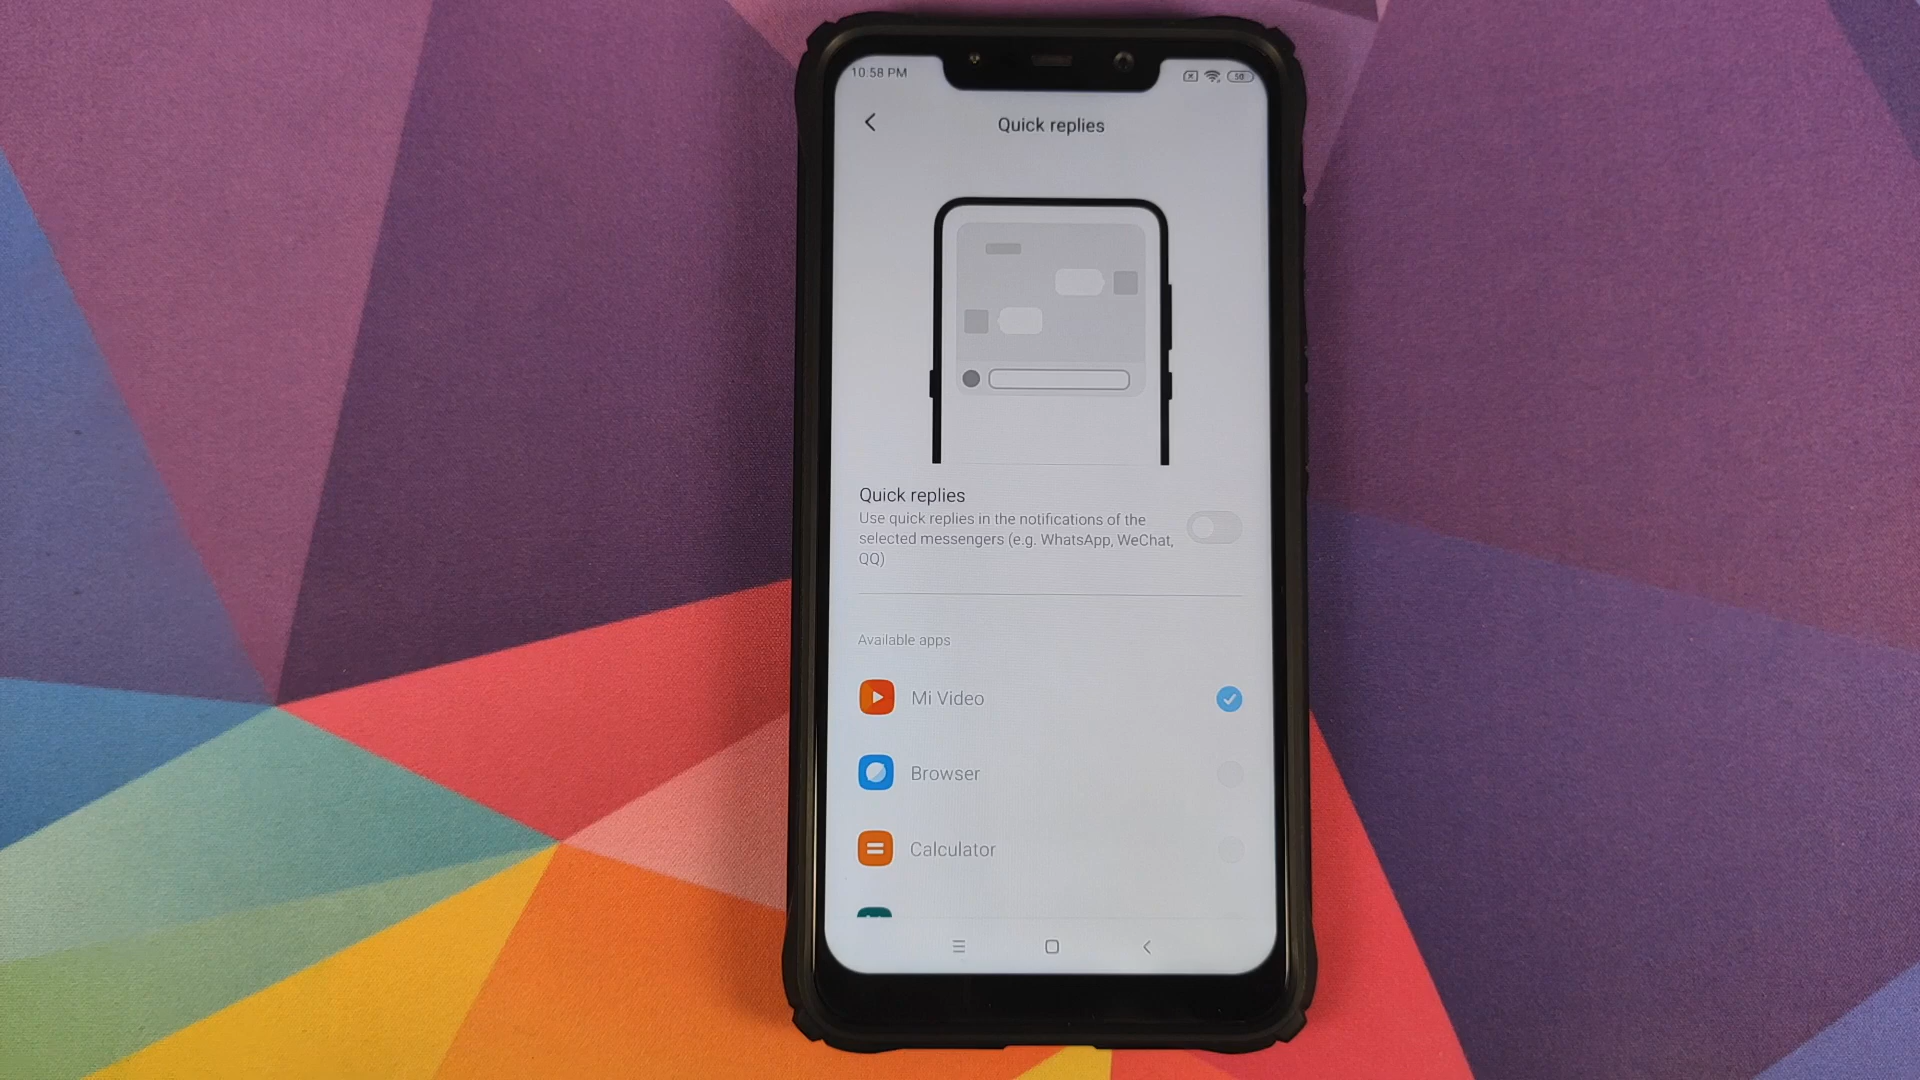 10:58 PM
50
Quick replies
Quick replies
Use quick replies in the notifications of the
selected messengers (e.g. WhatsApp, WeChat,
QQ)
Available apps
Mi Video
Browser
Calculator